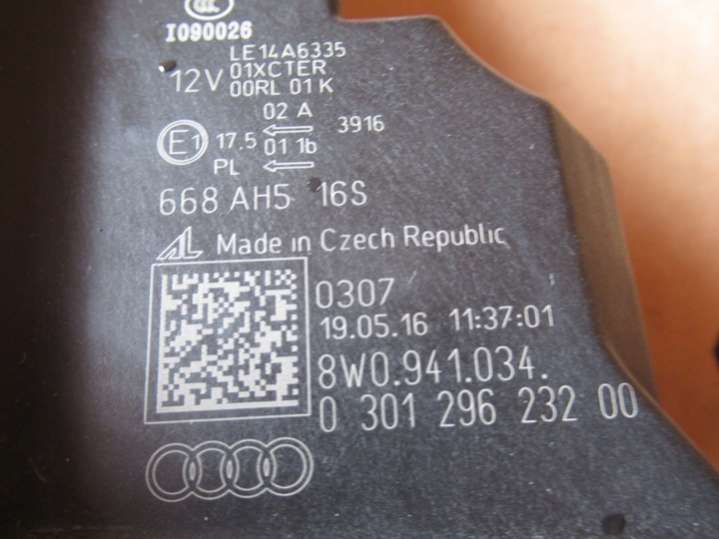 I090026
LE14A6335
12V 01XCTER
00RL 01 K
02 A
E1 17.5 01 1b 3916
PL
668 AH5 16S
AL Made in Czech Republic
0307
19.05.16 11:37:01
8W0.941.034.
0 301 296 232 00